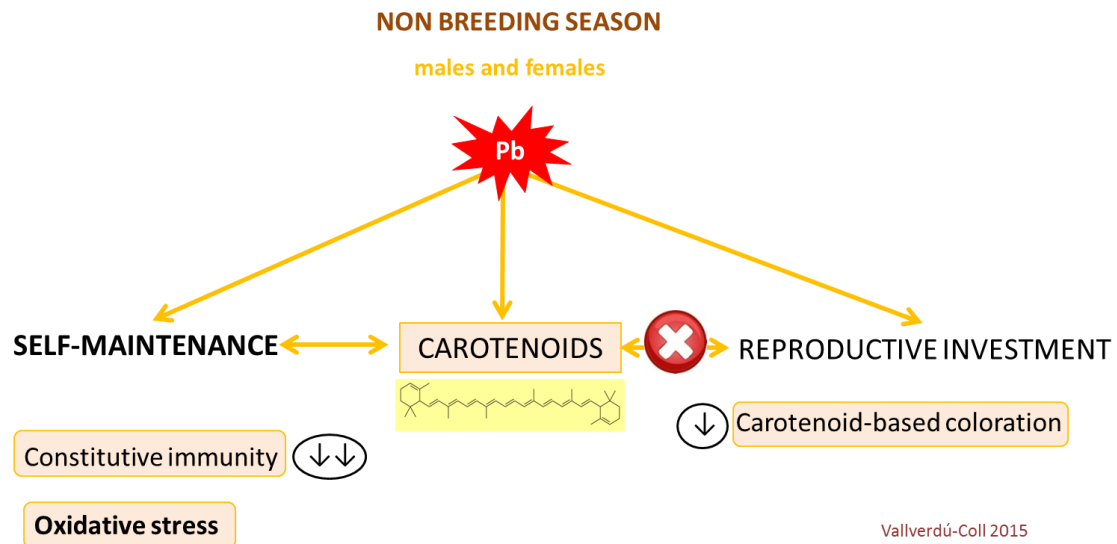 NON BREEDING SEASON
males and females
Pb
SELF-MAINTENANCE
CAROTENOIDS
REPRODUCTIVE INVESTMENT
↓ Carotenoid-based coloration
Constitutive immunity ↓↓
Oxidative stress
Vallverdú-Coll 2015